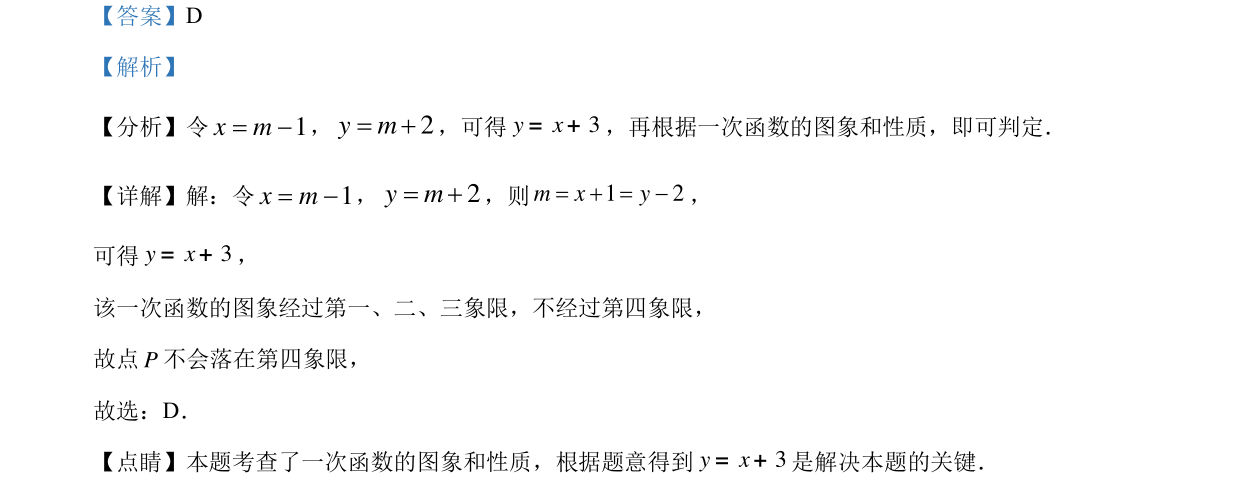 【答案】D
【解析】
【分析】令 x = m − 1， y = m + 2，可得 y = x + 3，再根据一次函数的图象和性质，即可判定．
【详解】解：令 x = m − 1， y = m + 2，则 m = x + 1 = y − 2，
可得 y = x + 3，
该一次函数的图象经过第一、二、三象限，不经过第四象限，
故点 P 不会落在第四象限，
故选：D．
【点睛】本题考查了一次函数的图象和性质，根据题意得到 y = x + 3 是解决本题的关键．